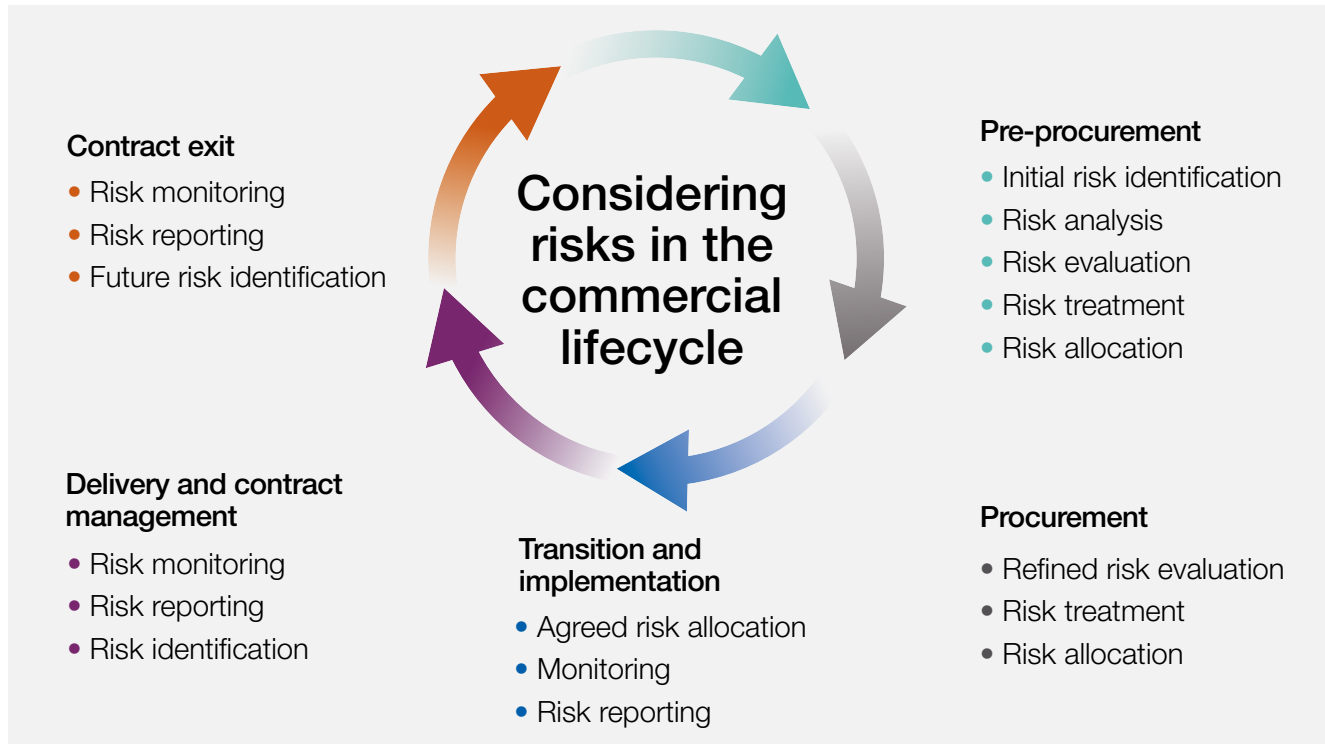 Considering
risks in the
commercial
lifecycle
Pre-procurement
• Initial risk identification
• Risk analysis
• Risk evaluation
• Risk treatment
• Risk allocation
Procurement
• Refined risk evaluation
• Risk treatment
• Risk allocation
Transition and
implementation
• Agreed risk allocation
• Monitoring
• Risk reporting
Delivery and contract
management
• Risk monitoring
• Risk reporting
• Risk identification
Contract exit
• Risk monitoring
• Risk reporting
• Future risk identification